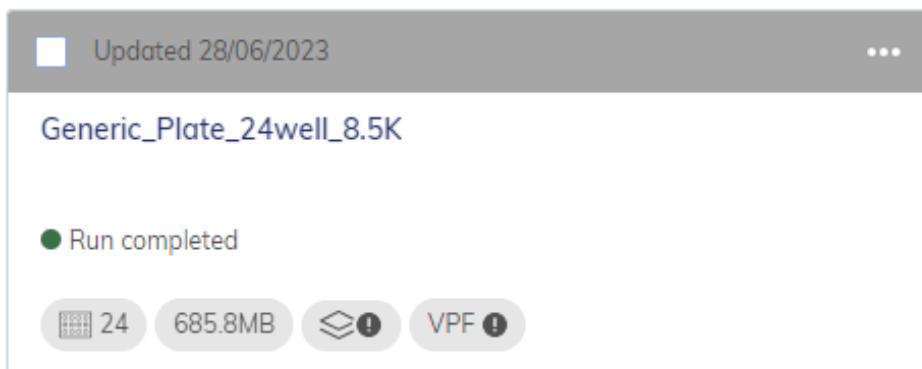 Updated 28/06/2023
Generic_Plate_24well_8.5K
Run completed
24 685.8MB VPF